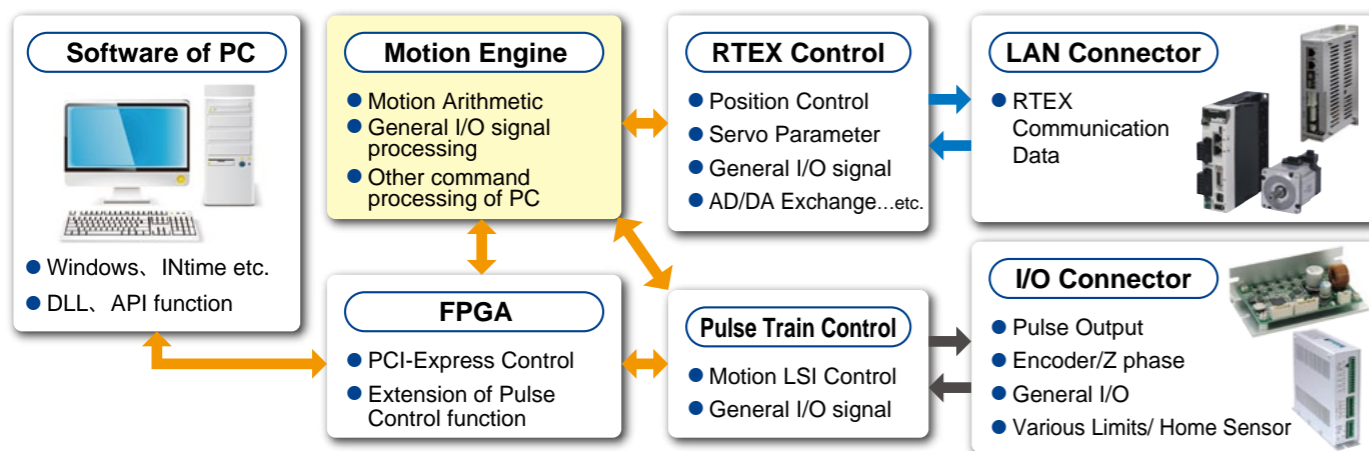 Software of PC
Windows、INtime etc.
DLL、API function
Motion Engine
Motion Arithmetic
General I/O signal
processing
Other command
processing of PC
FPGA
PCI-Express Control
Extension of Pulse
Control function
RTEX Control
Position Control
Servo Parameter
General I/O signal
AD/DA Exchange...etc.
Pulse Train Control
Motion LSI Control
General I/O signal
LAN Connector
RTEX
Communication
Data
I/O Connector
Pulse Output
Encoder/Z phase
General I/O
Various Limits/ Home Sensor